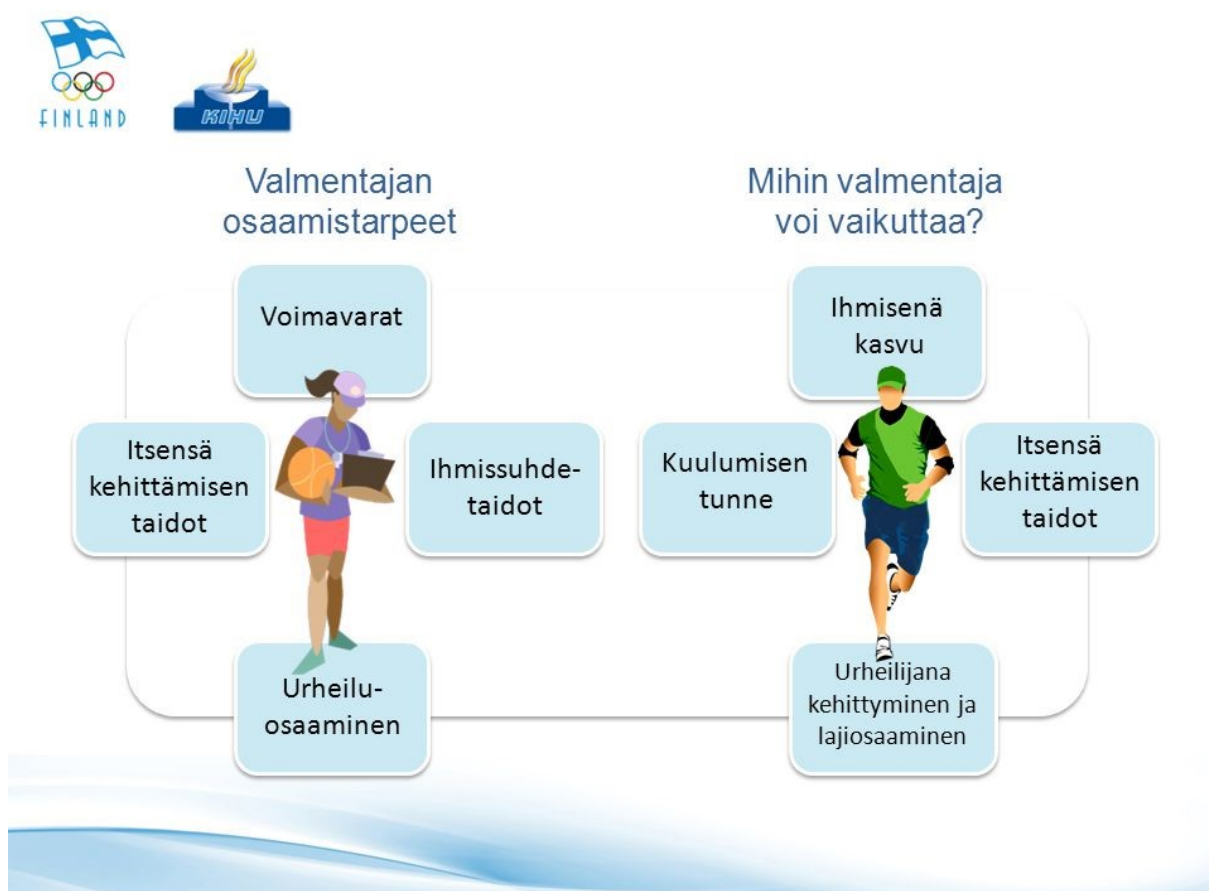 FINLAND
KIHU
Valmentajan
osaamistarpeet
Voimavarat
Itsensä
kehittämisen
taidot
Ihmissuhde-
taidot
Urheilu-
osaaminen
Mihin valmentaja
voi vaikuttaa?
Ihmisenä
kasvu
Kuulumisen
tunne
Itsensä
kehittämisen
taidot
Urheilijana
kehittyminen ja
lajiosaaminen